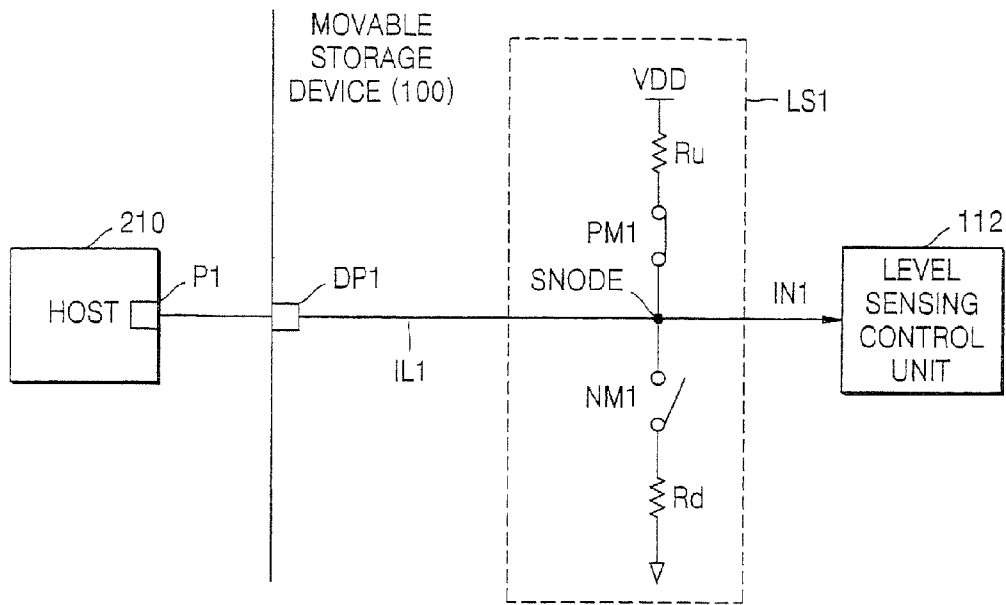 MOVABLE
STORAGE
DEVICE (100)
VDD
LS1
Ru
210
PM1
112
P1
DP1
SNODE
IN1
HOST
LEVEL
SENSING
CONTROL
UNIT
IL1
NM1
Rd